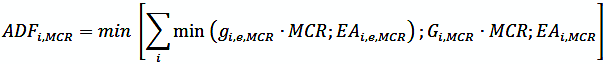 ADF_{i,MCR} = min [ ∑_i min (g_{i,в,MCR} · MCR; EA_{i,в,MCR}) ; G_{i,MCR} · MCR; EA_{i,MCR} ]